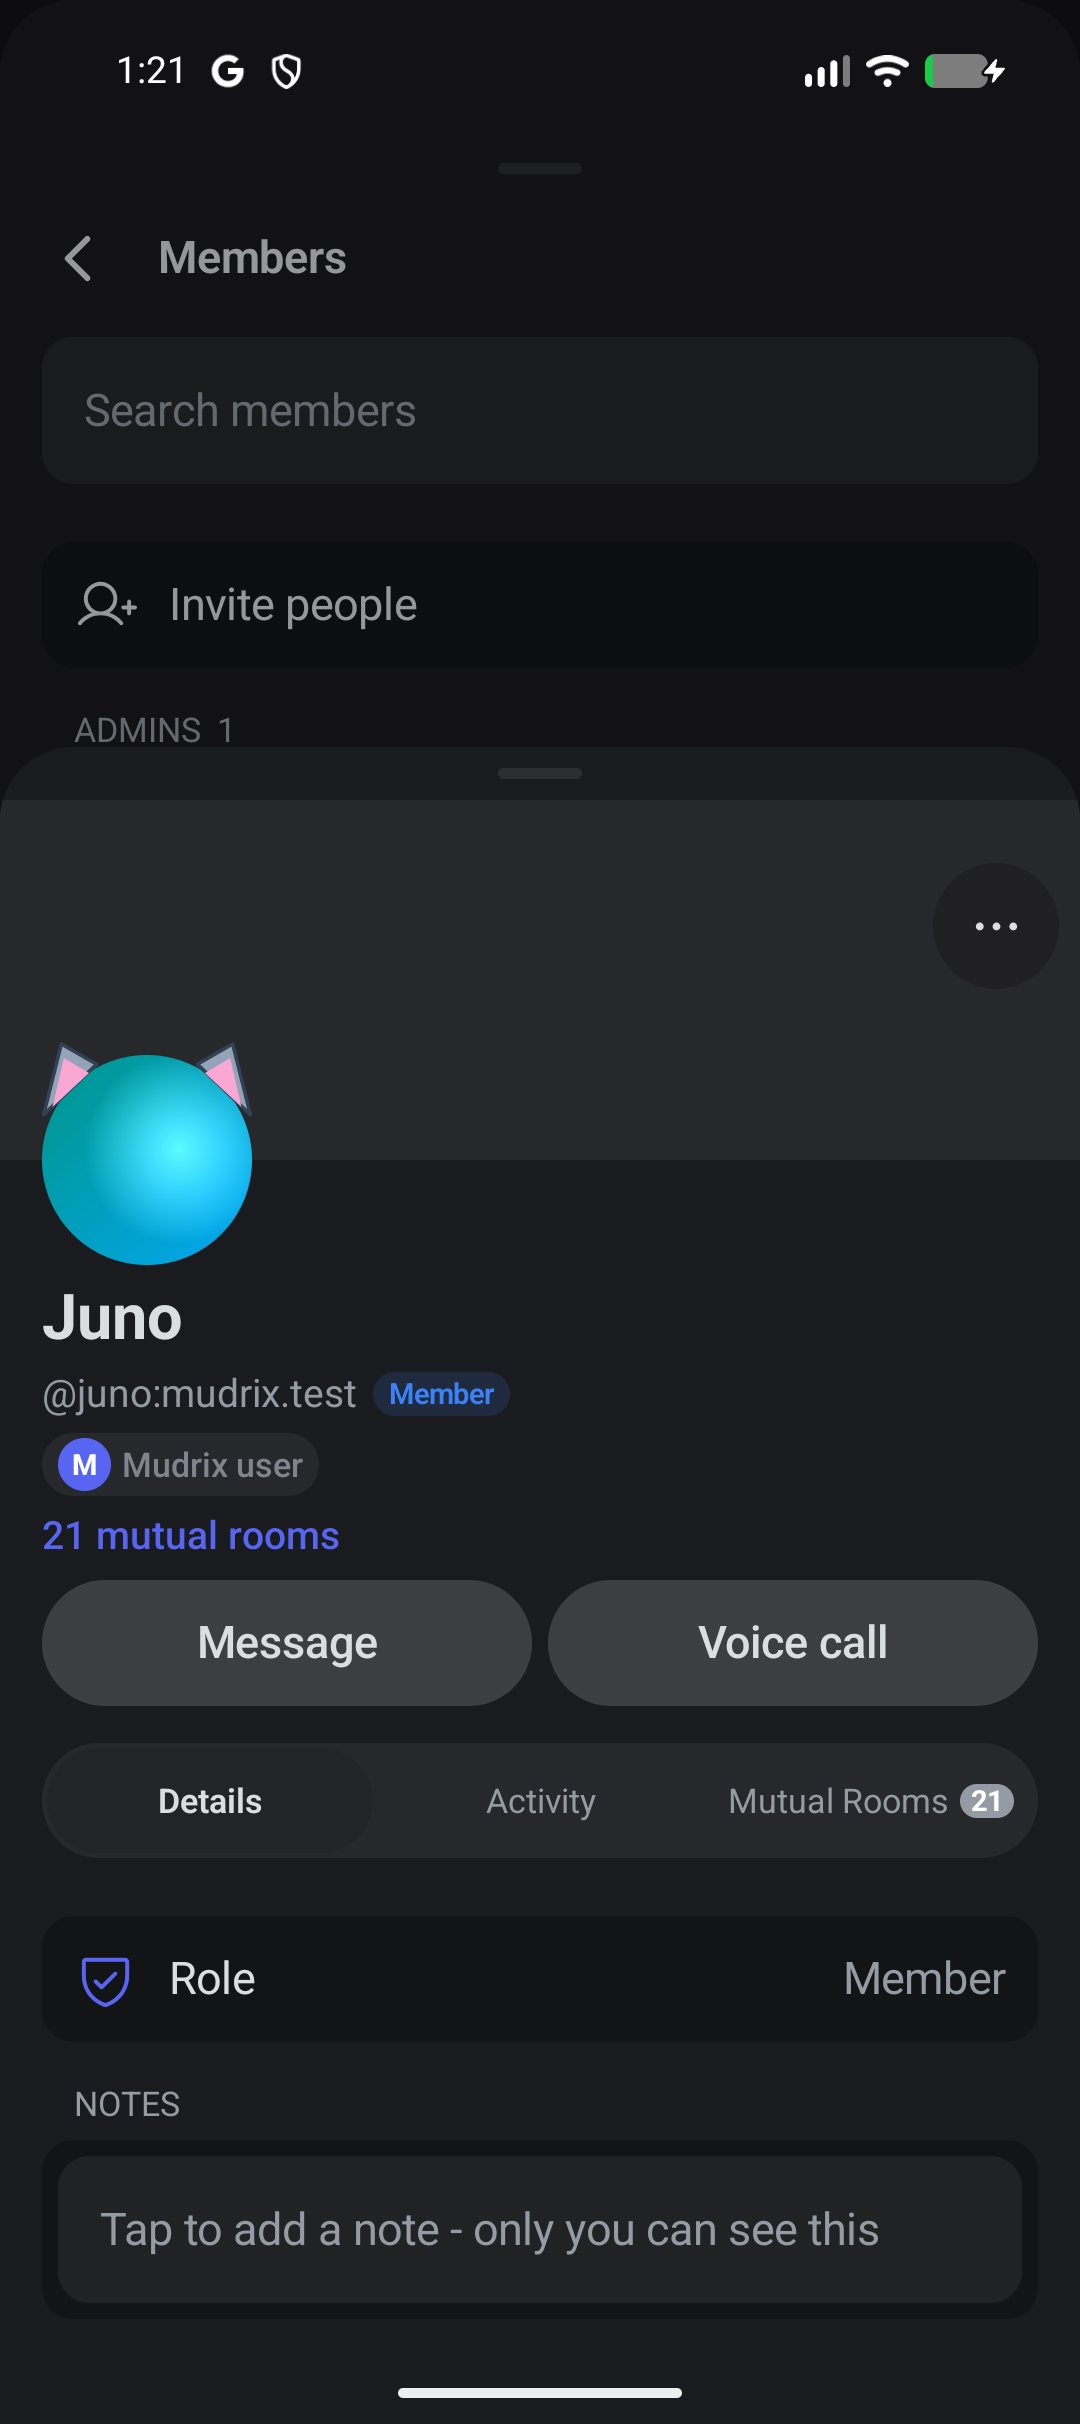 1:21
Members
Search members
Invite people
ADMINS 1
Juno
@juno:mudrix.test Member
M Mudrix user
21 mutual rooms
Message Voice call
Details Activity Mutual Rooms 21
Role Member
NOTES
Tap to add a note - only you can see this